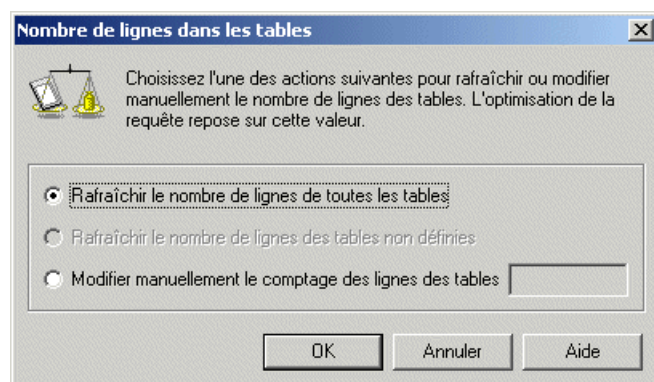 Nombre de lignes dans les tables
Choisissez l'une des actions suivantes pour rafraîchir ou modifier
manuellement le nombre de lignes des tables. L'optimisation de la
requête repose sur cette valeur.
Rafraîchir le nombre de lignes de toutes les tables
Rafraîchir le nombre de lignes des tables non définies
Modifier manuellement le comptage des lignes des tables
OK Annuler Aide